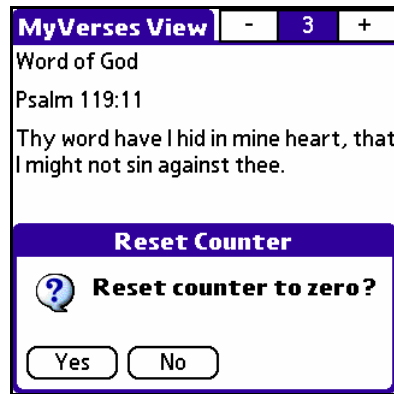 MyVerses View - 3 +
Word of God
Psalm 119:11
Thy word have I hid in mine heart, that
I might not sin against thee.
Reset Counter
Reset counter to zero?
Yes No